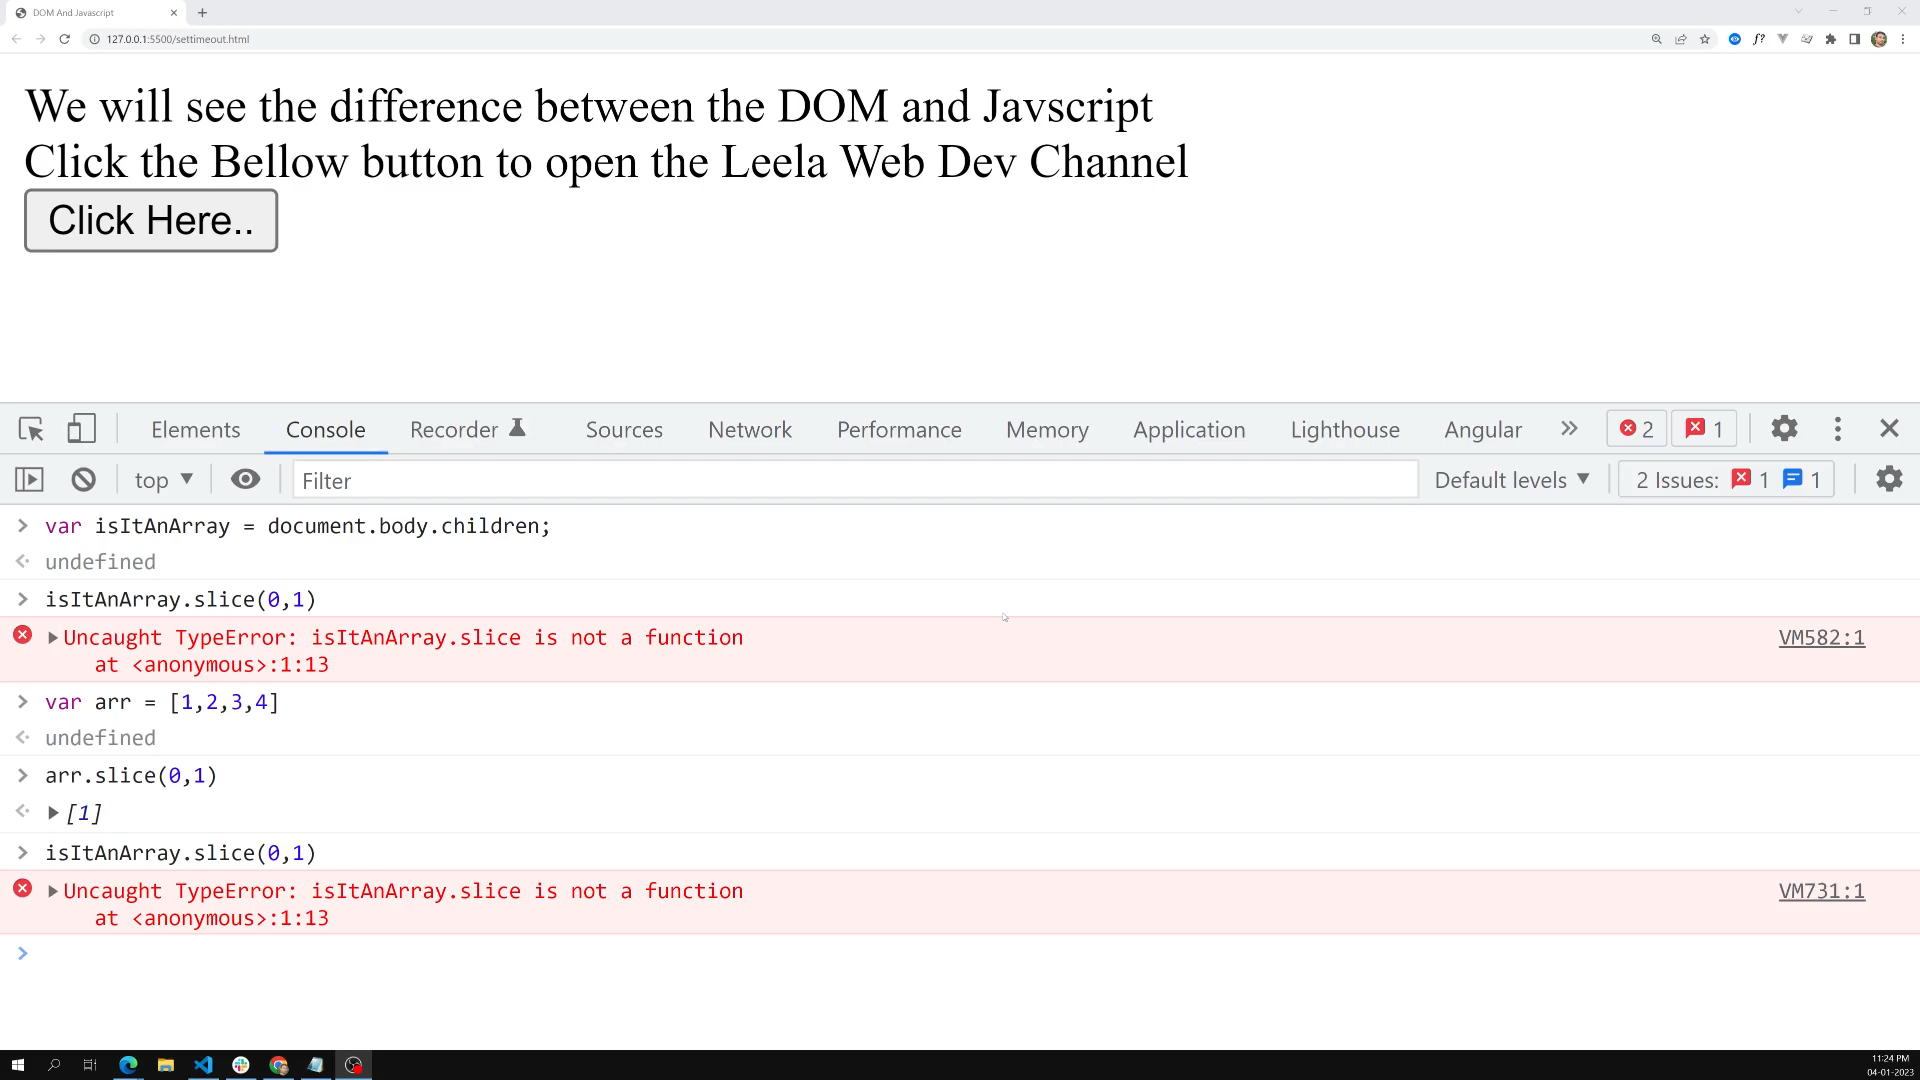 DOM And Javascript
127.0.0.1:5500/settimeout.html
f?
We will see the difference between the DOM and Javscript
Click the Bellow button to open the Leela Web Dev Channel
Click Here..
Elements Console Recorder Sources Network Performance Memory Application Lighthouse Angular 2 1
top Filter Default levels 2 Issues: 1 1
var isItAnArray = document.body.children;
undefined
isItAnArray.slice(0,1)
Uncaught TypeError: isItAnArray.slice is not a function VM582:1
at <anonymous>:1:13
var arr = [1,2,3,4]
undefined
arr.slice(0,1)
[1]
isItAnArray.slice(0,1)
Uncaught TypeError: isItAnArray.slice is not a function VM731:1
at <anonymous>:1:13
11:24 PM
04-01-2023